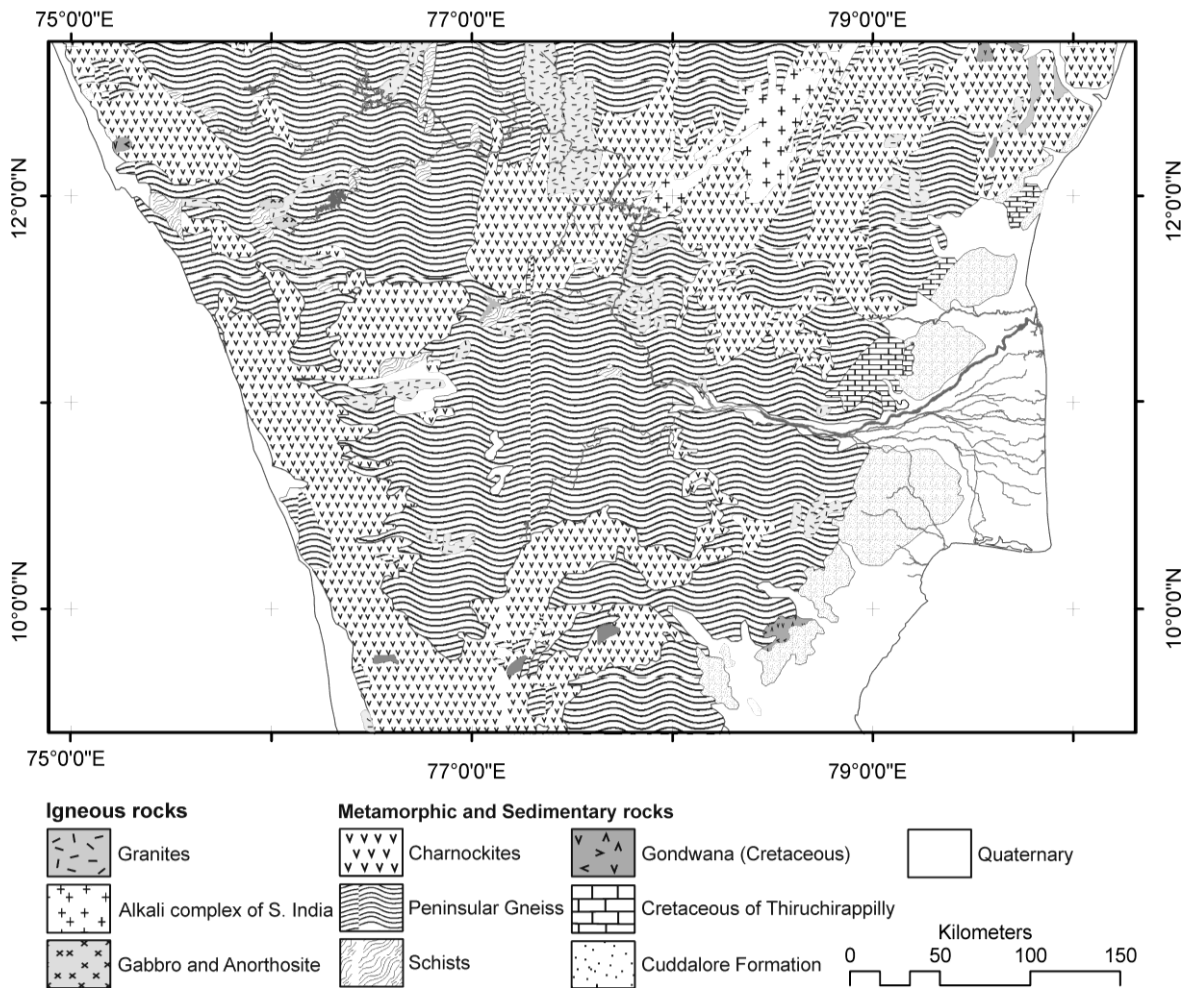 75°0'0"E 77°0'0"E 79°0'0"E
12°0'0"N 12°0'0"N
10°0'0"N 10°0'0"N
75°0'0"E 77°0'0"E 79°0'0"E
Igneous rocks
Granites
Alkali complex of S. India
Gabbro and Anorthosite
Metamorphic and Sedimentary rocks
Charnockites
Peninsular Gneiss
Schists
Gondwana (Cretaceous)
Cretaceous of Thiruchirappilly
Cuddalore Formation
Quaternary
Kilometers
0 50 100 150